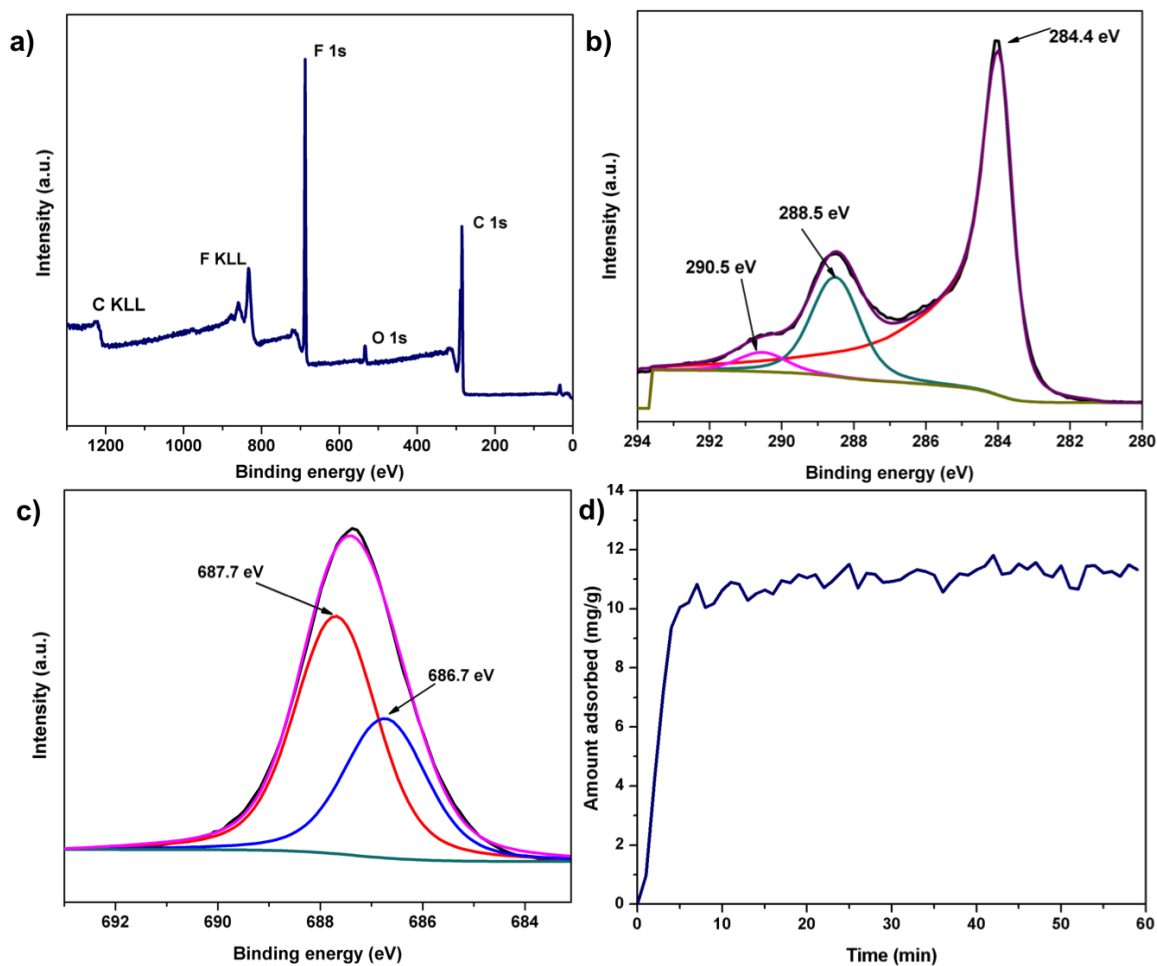 a)
F 1s
C 1s
F KLL
C KLL
O 1s
Intensity (a.u.)
1200 1000 800 600 400 200 0
Binding energy (eV)
b)
284.4 eV
288.5 eV
290.5 eV
Intensity (a.u.)
294 292 290 288 286 284 282 280
Binding energy (eV)
c)
687.7 eV
686.7 eV
Intensity (a.u.)
692 690 688 686 684
Binding energy (eV)
d)
14
12
10
8
6
4
2
0
Amount adsorbed (mg/g)
0 10 20 30 40 50 60
Time (min)